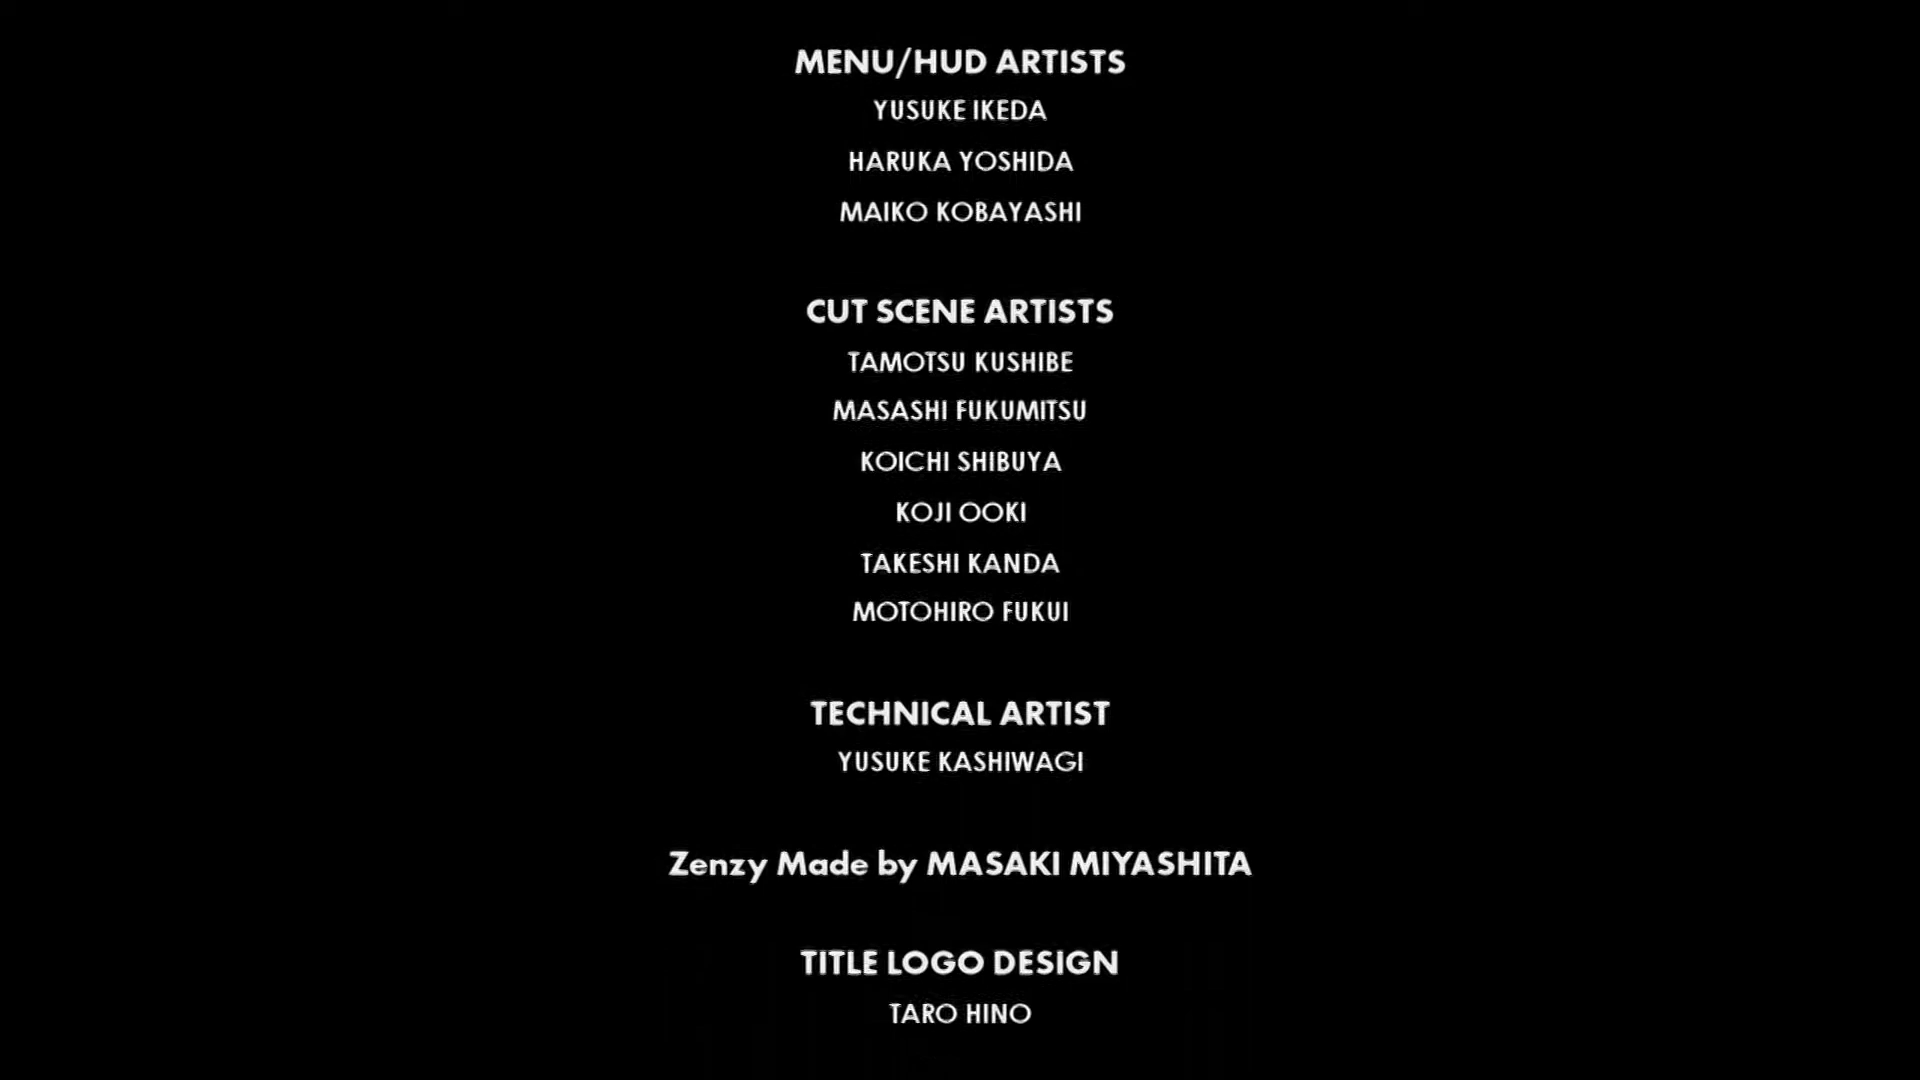 MENU/HUD ARTISTS
YUSUKE IKEDA
HARUKA YOSHIDA
MAIKO KOBAYASHI
CUT SCENE ARTISTS
TAMOTSU KUSHIBE
MASASHI FUKUMITSU
KOICHI SHIBUYA
KOJI OOKI
TAKESHI KANDA
MOTOHIRO FUKUI
TECHNICAL ARTIST
YUSUKE KASHIWAGI
Zenzy Made by MASAKI MIYASHITA
TITLE LOGO DESIGN
TARO HINO